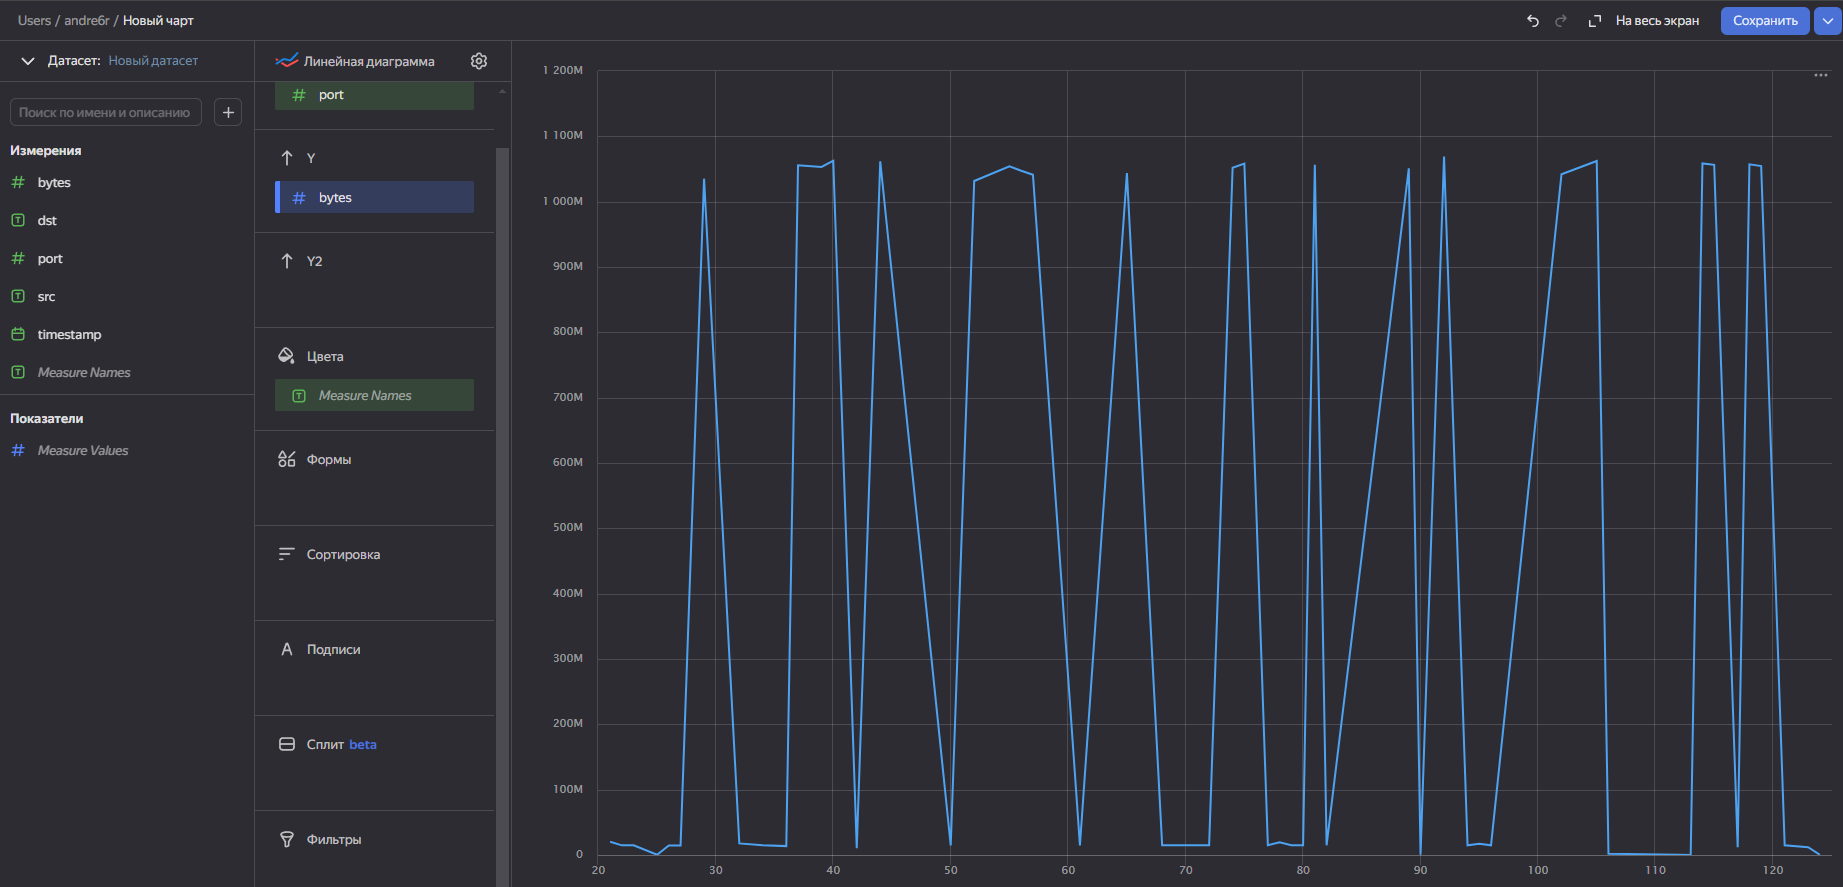 Users / andre6r / Новый чарт
На весь экран
Сохранить
Датасет: Новый датасет
Поиск по имени и описанию
Измерения
bytes
dst
port
src
timestamp
Measure Names
Показатели
Measure Values
Линейная диаграмма
port
Y
bytes
Y2
Цвета
Measure Names
Формы
Сортировка
Подписи
Сплит beta
Фильтры
1 200M
1 100M
1 000M
900M
800M
700M
600M
500M
400M
300M
200M
100M
0
20 30 40 50 60 70 80 90 100 110 120